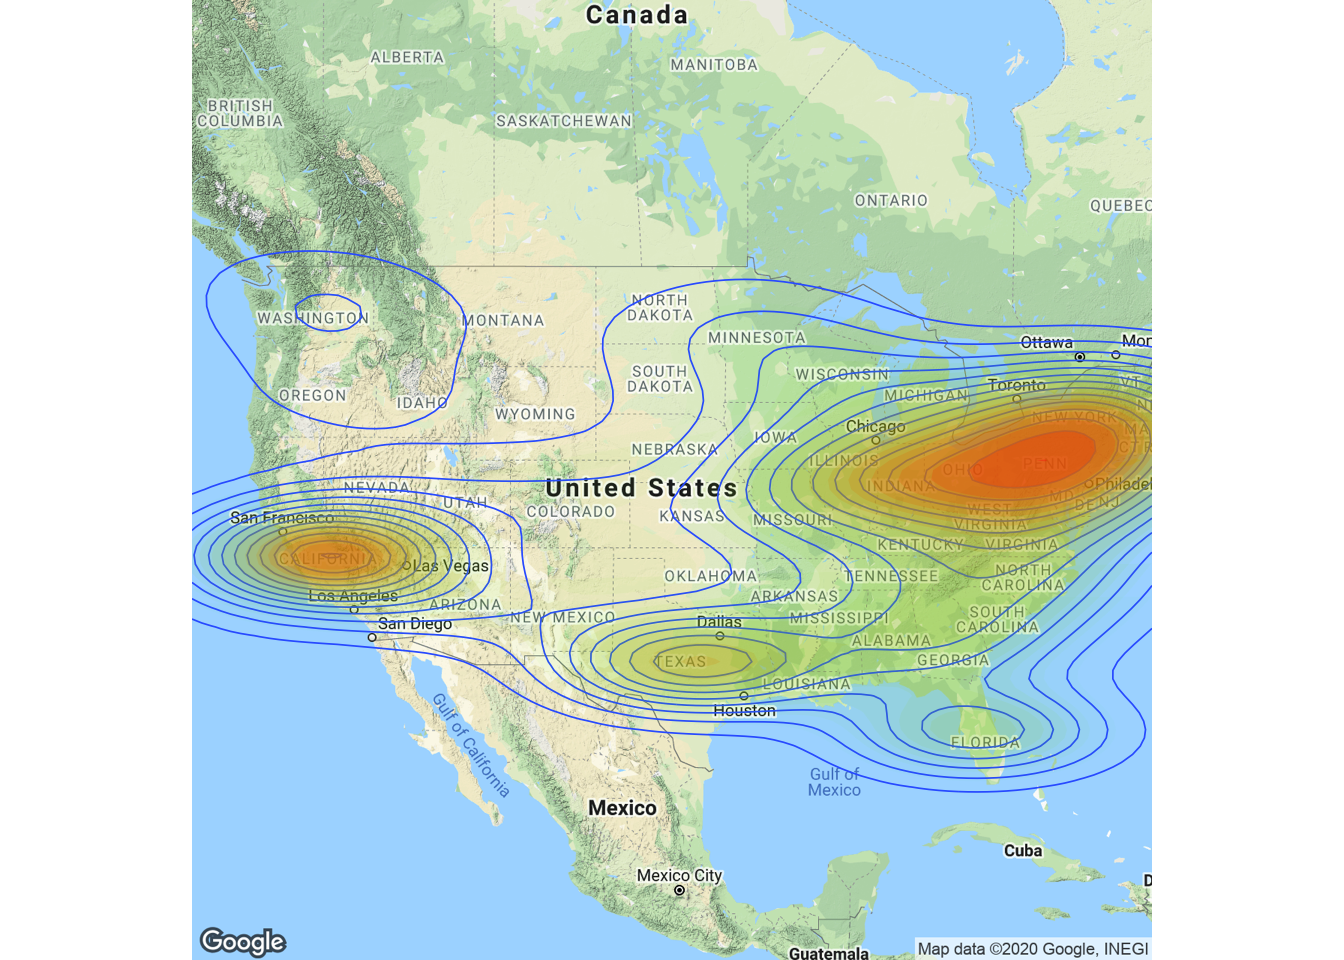 Canada
ALBERTA
MANITOBA
BRITISH
COLUMBIA
SASKATCHEWAN
ONTARIO
QUEBEC
WASHINGTON
MONTANA
NORTH
DAKOTA
MINNESOTA
Ottawa
Mon
SOUTH
DAKOTA
WISCONSIN
MICHIGAN
Toronto
VT
OREGON
IDAHO
WYOMING
NEW YORK
MA
CT R
Chicago
IOWA
NEBRASKA
ILLINOIS
INDIANA
OHIO
PENN
Philadel
MD
DE
NJ
NEVADA
UTAH
United States
COLORADO
KANSAS
MISSOURI
WEST
VIRGINIA
San Francisco
KENTUCKY
VIRGINIA
CALIFORNIA
Las Vegas
OKLAHOMA
TENNESSEE
NORTH
CAROLINA
Los Angeles
ARIZONA
NEW MEXICO
ARKANSAS
MISSISSIPPI
SOUTH
CAROLINA
San Diego
Dallas
ALABAMA
GEORGIA
TEXAS
LOUISIANA
Houston
Gulf of California
FLORIDA
Gulf of
Mexico
Mexico
Cuba
Mexico City
D
Google
Guatemala
Map data ©2020 Google, INEGI